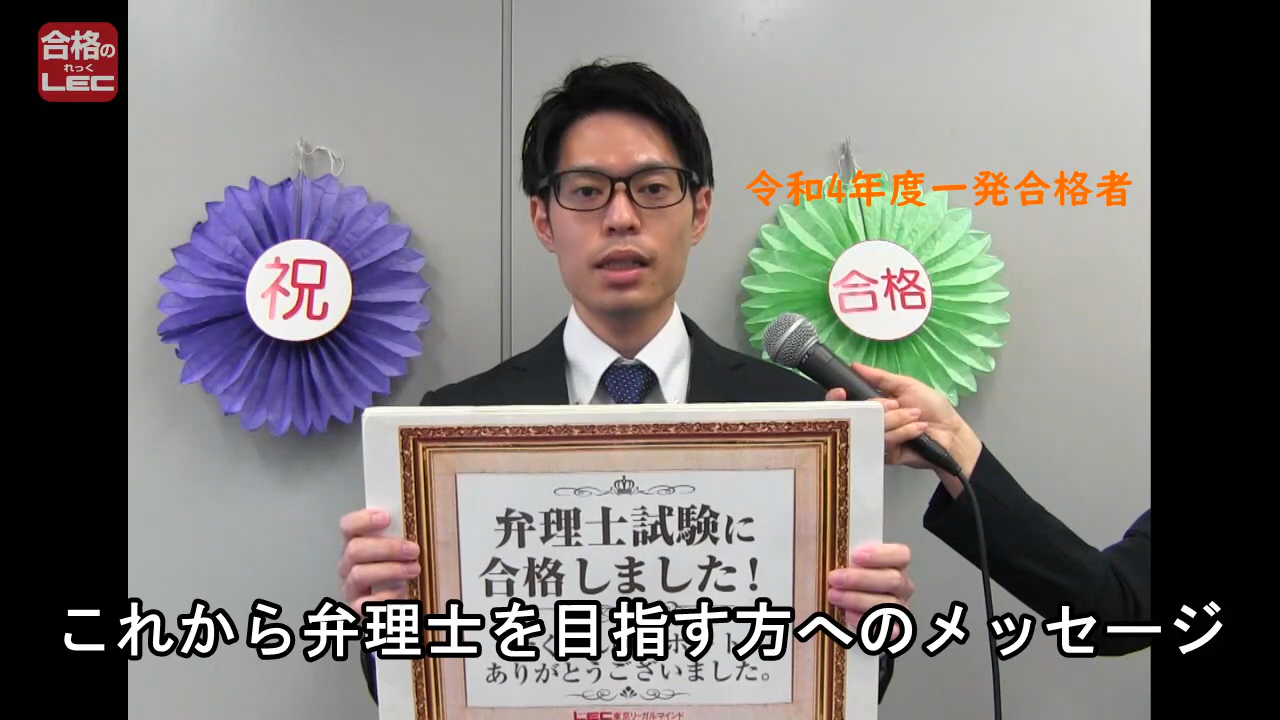 合格の
れっく
LEC
令和4年度一発合格者
祝
合格
弁理士試験に
合格しました!
これから弁理士を目指す方へのメッセージ
ありがとうございました。
LEC東京リーガルマインド